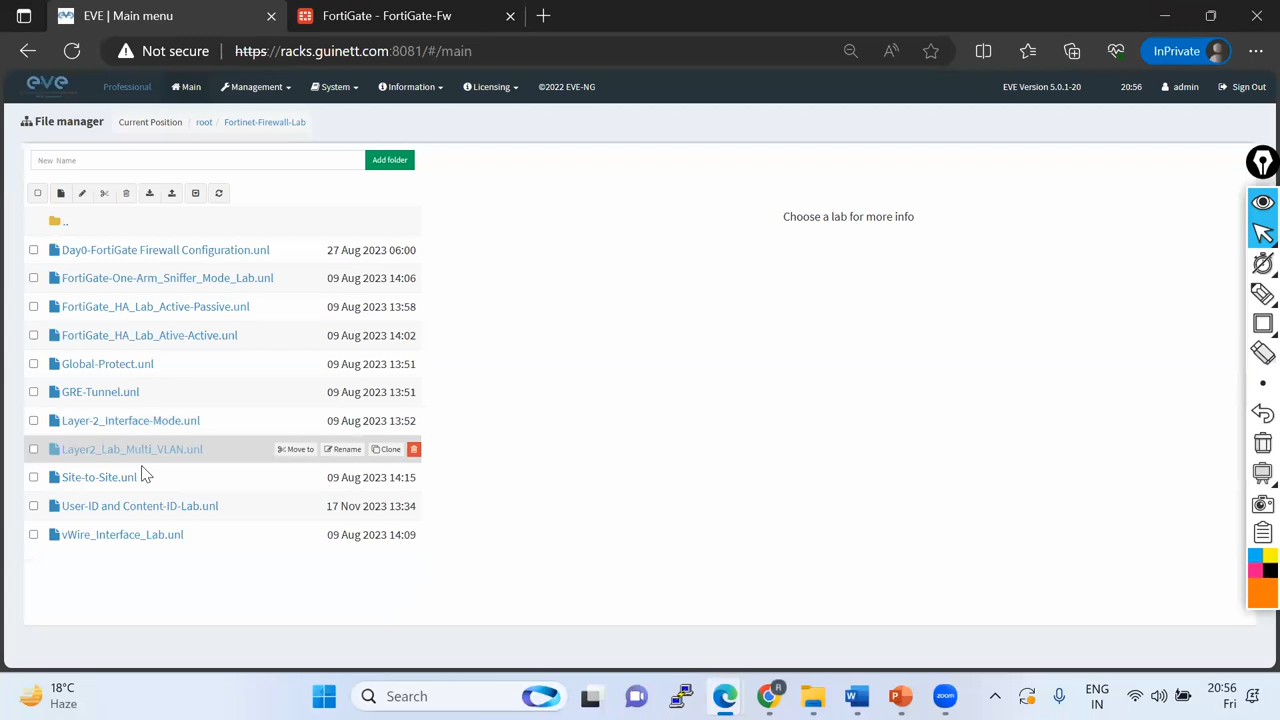 EVE | Main menu
FortiGate - FortiGate-Fw
Not secure
https://racks.guinett.com:8081/#/main
InPrivate
eve
Professional
Main
Management
System
Information
Licensing
©2022 EVE-NG
EVE Version 5.0.1-20
20:56
admin
Sign Out
File manager
Current Position
root
Fortinet-Firewall-Lab
New Name
Add folder
Choose a lab for more info
..
Day0-FortiGate Firewall Configuration.unl 27 Aug 2023 06:00
FortiGate-One-Arm_Sniffer_Mode_Lab.unl 09 Aug 2023 14:06
FortiGate_HA_Lab_Active-Passive.unl 09 Aug 2023 13:58
FortiGate_HA_Lab_Ative-Active.unl 09 Aug 2023 14:02
Global-Protect.unl 09 Aug 2023 13:51
GRE-Tunnel.unl 09 Aug 2023 13:51
Layer-2_Interface-Mode.unl 09 Aug 2023 13:52
Layer2_Lab_Multi_VLAN.unl Move to Rename Clone
Site-to-Site.unl 09 Aug 2023 14:15
User-ID and Content-ID-Lab.unl 17 Nov 2023 13:34
vWire_Interface_Lab.unl 09 Aug 2023 14:09
18°C
Haze
Search
R
ENG
IN
20:56
Fri